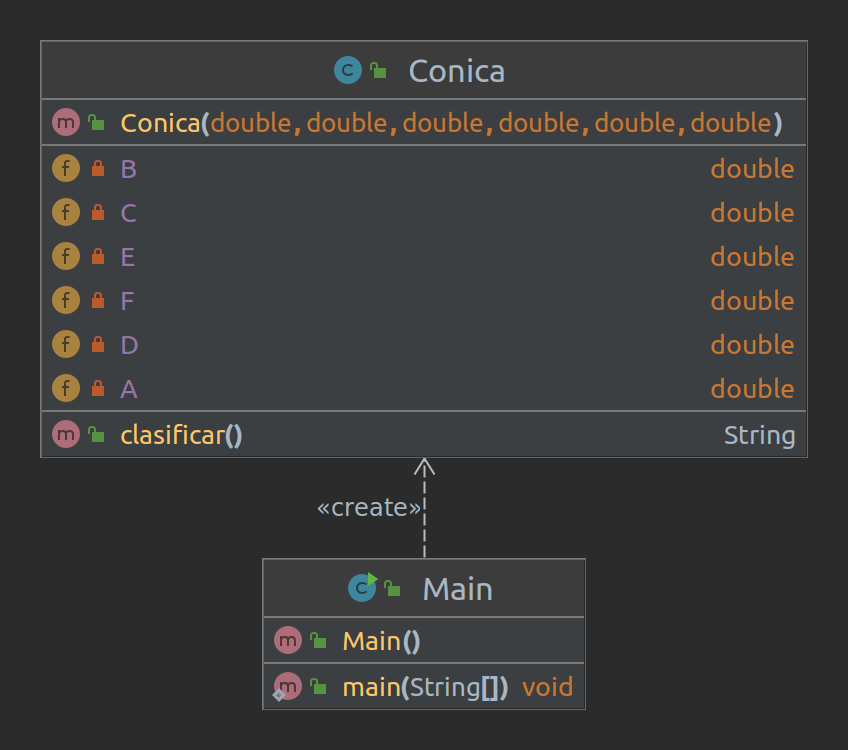 Conica
Conica(double, double, double, double, double, double)
B double
C double
E double
F double
D double
A double
clasificar() String
«create»
Main
Main()
main(String[]) void